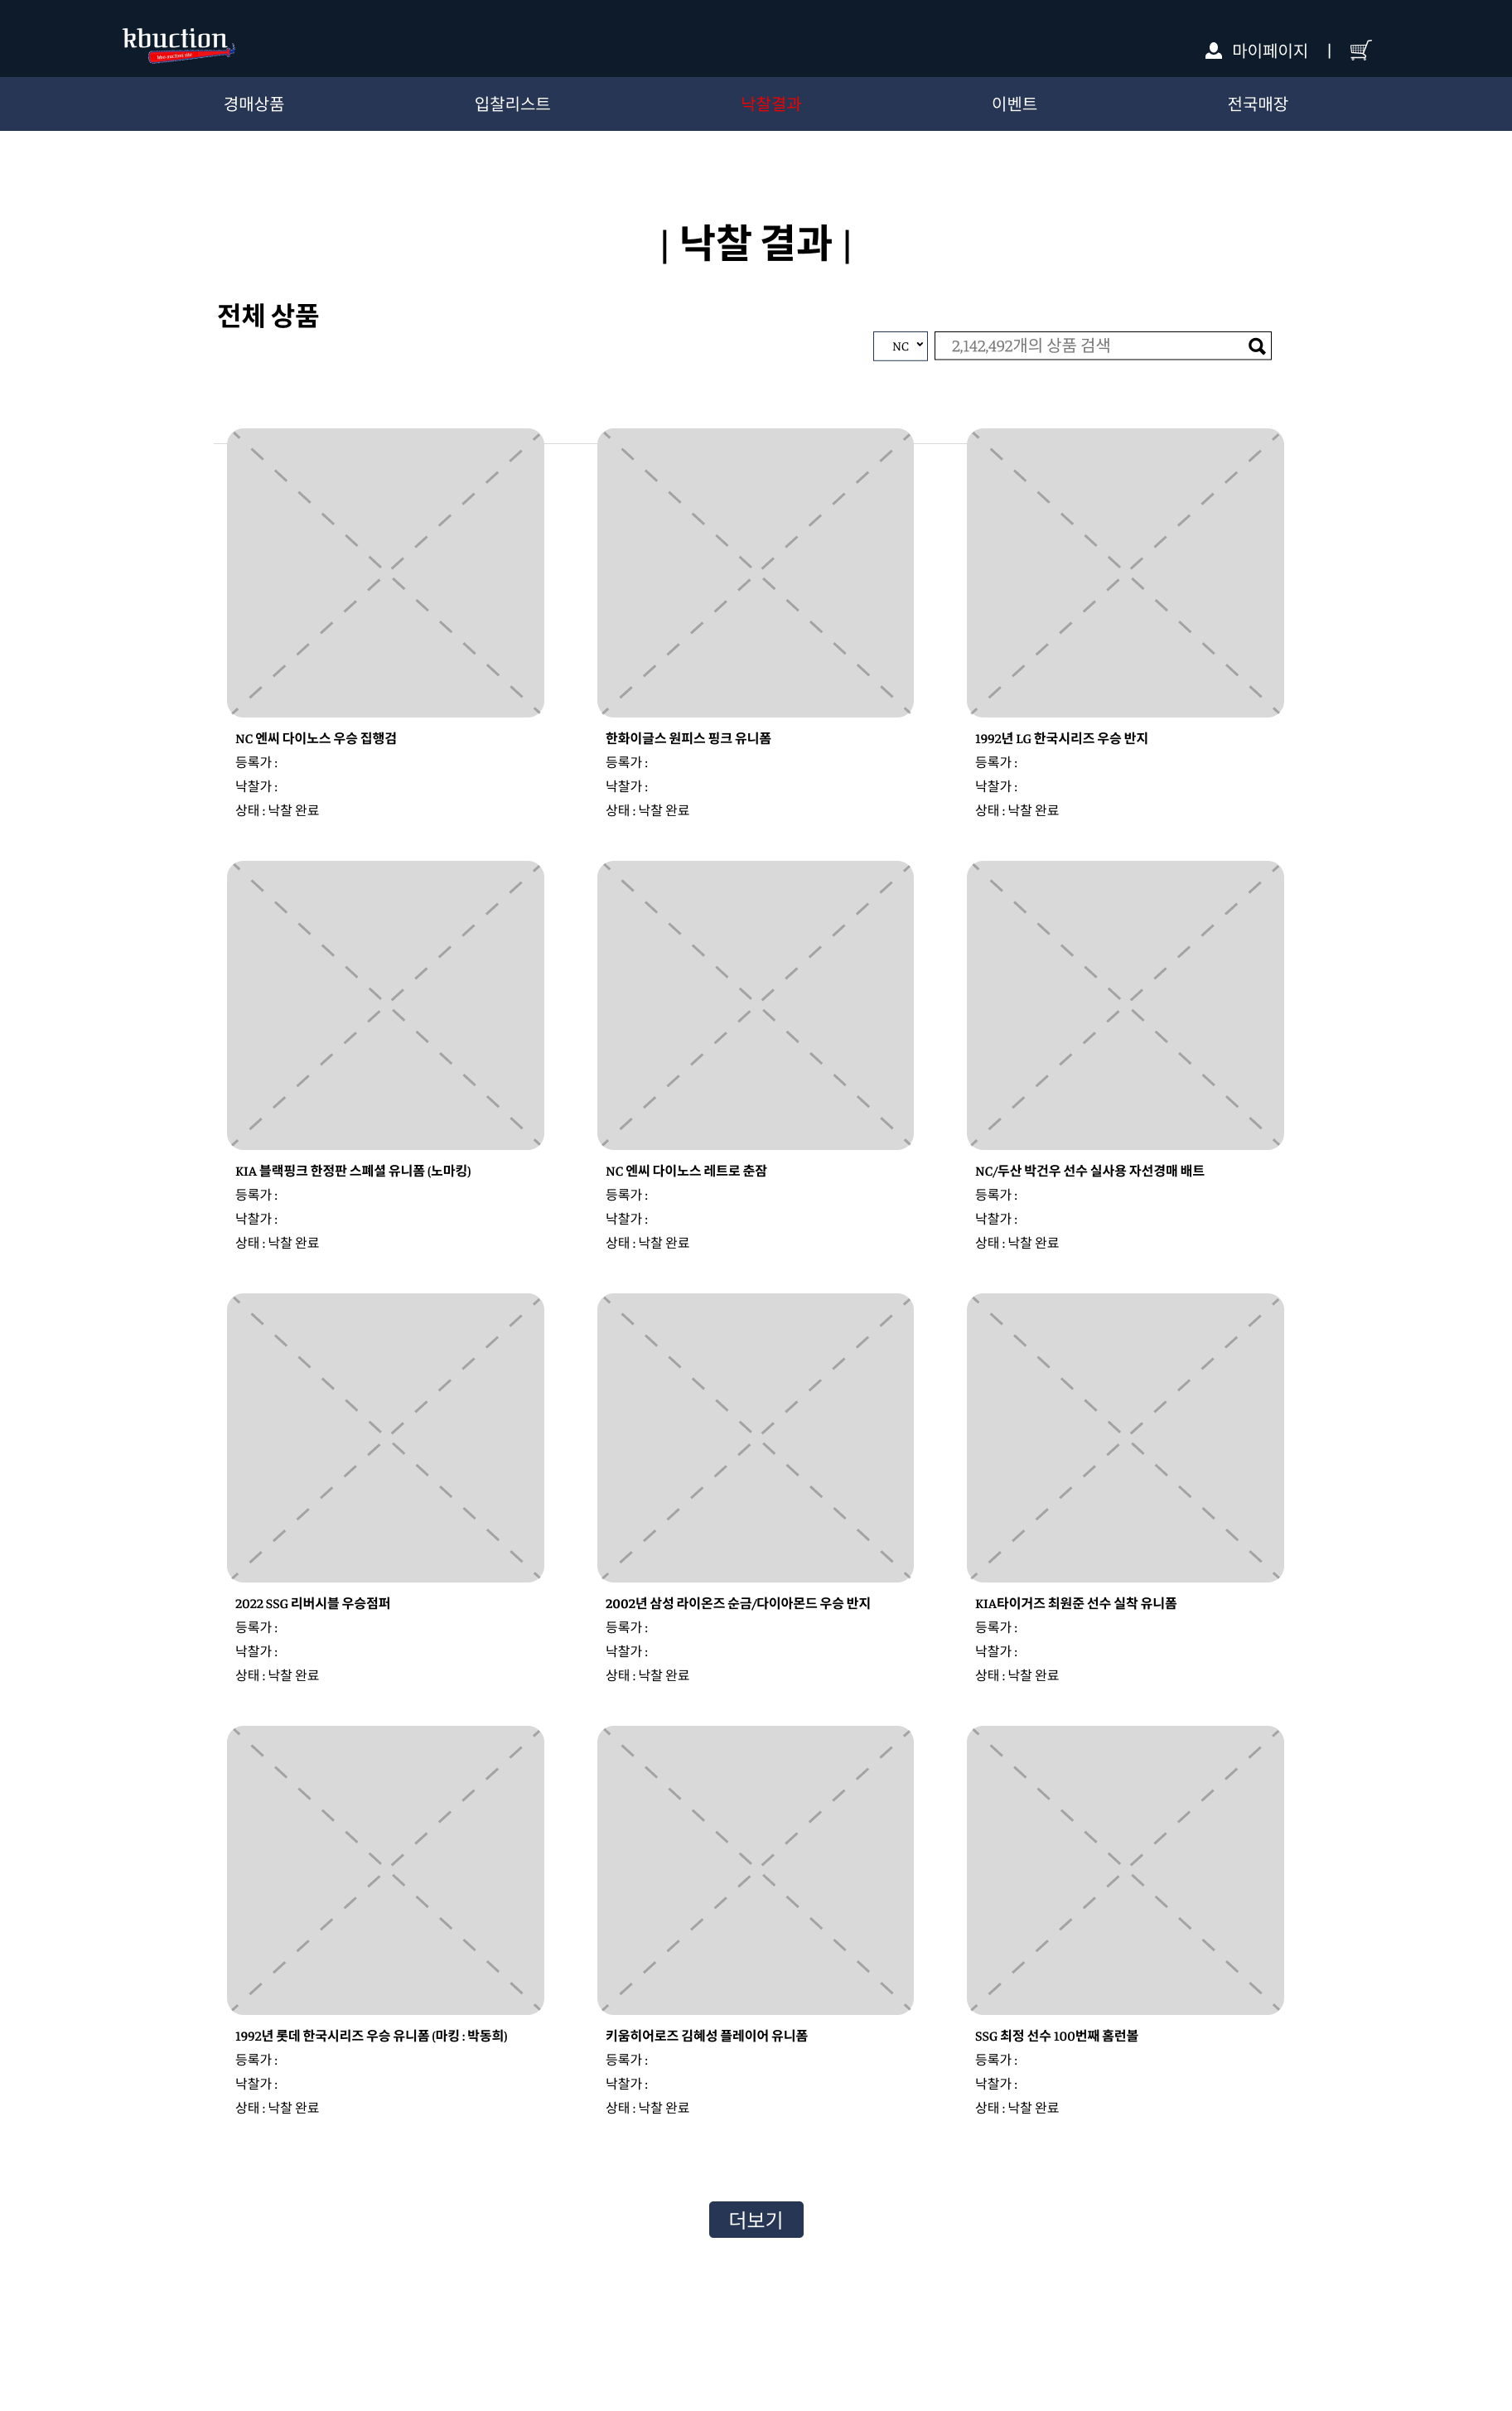 kbuction
kbo auctions site
마이페이지 |
경매상품 입찰리스트 낙찰결과 이벤트 전국매장
| 낙찰 결과 |
전체 상품
NC 2,142,492개의 상품 검색
NC 엔씨 다이노스 우승 집행검
등록가 :
낙찰가 :
상태 : 낙찰 완료
한화이글스 원피스 핑크 유니폼
등록가 :
낙찰가 :
상태 : 낙찰 완료
1992년 LG 한국시리즈 우승 반지
등록가 :
낙찰가 :
상태 : 낙찰 완료
KIA 블랙핑크 한정판 스폐셜 유니폼 (노마킹)
등록가 :
낙찰가 :
상태 : 낙찰 완료
NC 엔씨 다이노스 레트로 춘잠
등록가 :
낙찰가 :
상태 : 낙찰 완료
NC/두산 박건우 선수 실사용 자선경매 배트
등록가 :
낙찰가 :
상태 : 낙찰 완료
2022 SSG 리버시블 우승점퍼
등록가 :
낙찰가 :
상태 : 낙찰 완료
2002년 삼성 라이온즈 순금/다이아몬드 우승 반지
등록가 :
낙찰가 :
상태 : 낙찰 완료
KIA타이거즈 최원준 선수 실착 유니폼
등록가 :
낙찰가 :
상태 : 낙찰 완료
1992년 롯데 한국시리즈 우승 유니폼 (마킹 : 박동희)
등록가 :
낙찰가 :
상태 : 낙찰 완료
키움히어로즈 김혜성 플레이어 유니폼
등록가 :
낙찰가 :
상태 : 낙찰 완료
SSG 최정 선수 100번째 홈런볼
등록가 :
낙찰가 :
상태 : 낙찰 완료
더보기